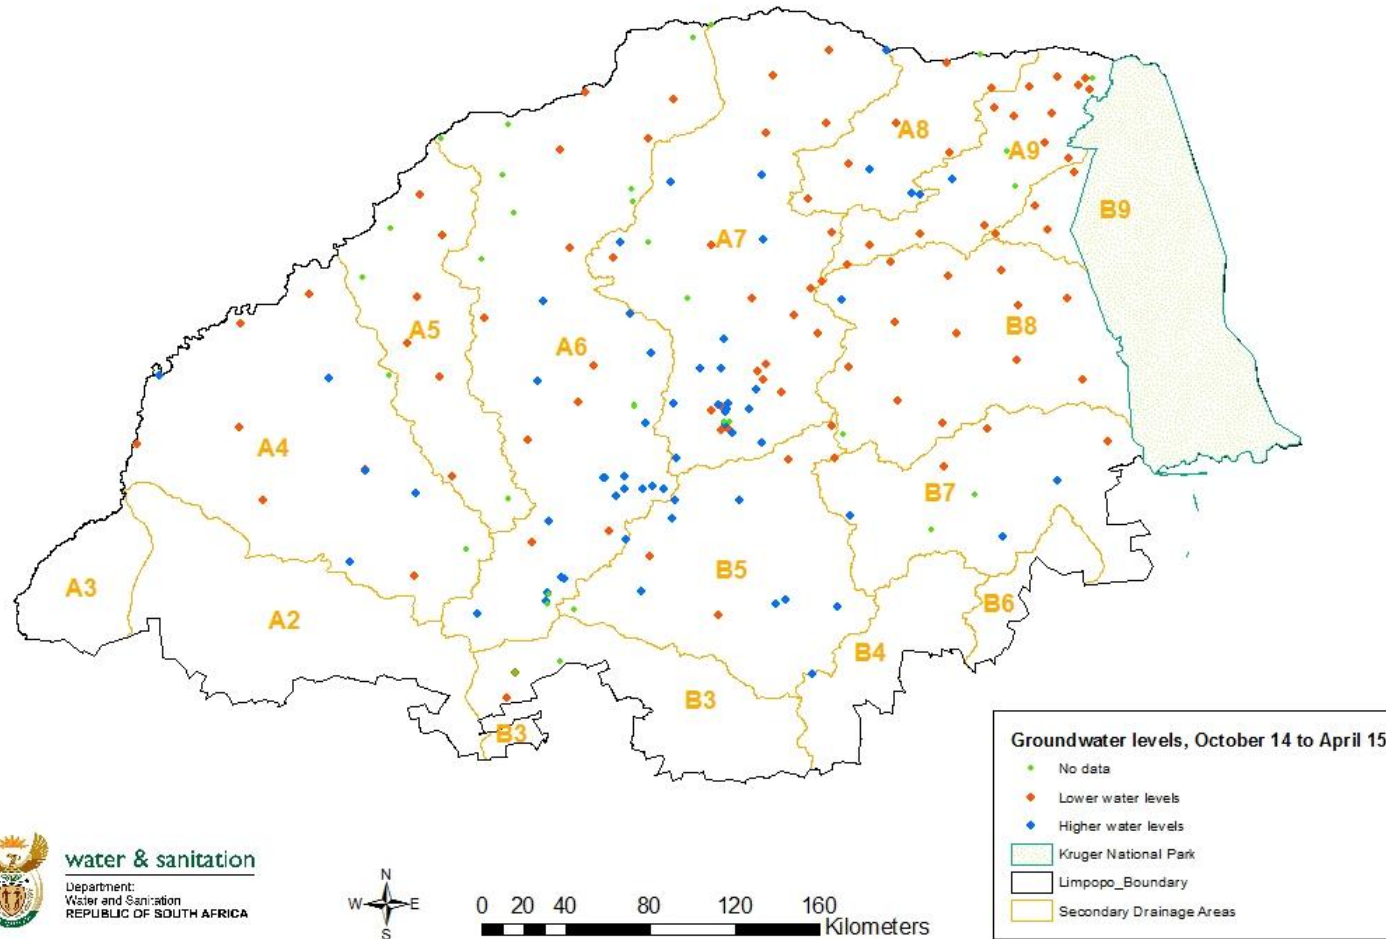 A8
A9
B9
A7
A5
A6
B8
A4
B7
A3
A2
B5
B6
B4
B3
B3
Groundwater levels, October 14 to April 15
No data
Lower water levels
Higher water levels
Kruger National Park
Limpopo_Boundary
Secondary Drainage Areas
water & sanitation
Department:
Water and Sanitation
REPUBLIC OF SOUTH AFRICA
N
W E
S
0 20 40 80 120 160
Kilometers